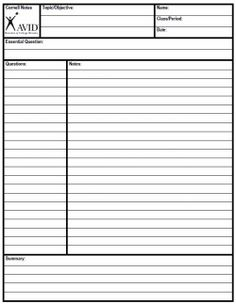 Cornell Notes
Topic/Objective:
Name:
AVID
Class/Period:
Date:
Essential Question:
Questions:
Notes:
Summary: